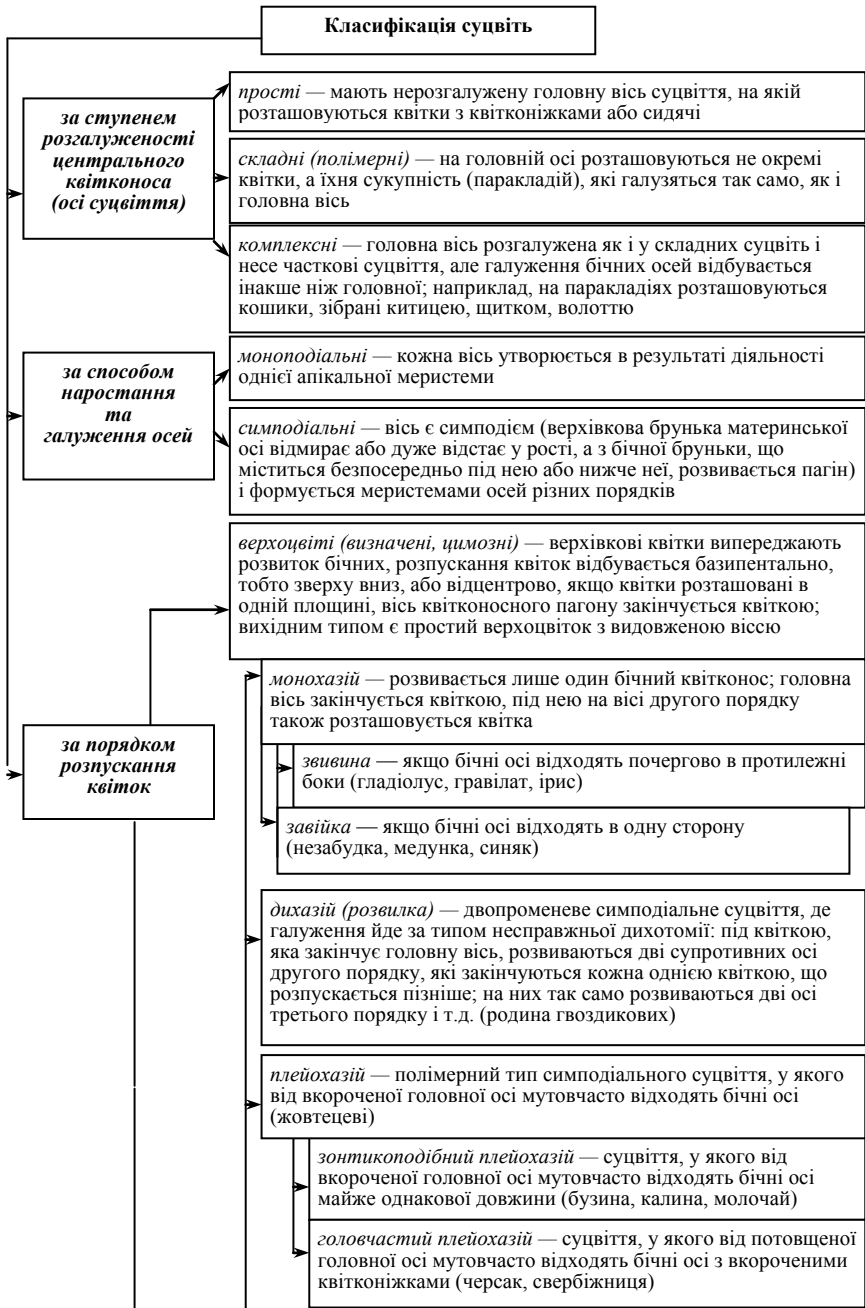 Класифікація суцвіть
за ступенем
розгалуженості
центрального
квітконоса
(осі суцвіття)
прості — мають нерозгалужену головну вісь суцвіття, на якій
розташовуються квітки з квітконіжками або сидячі
складні (полімерні) — на головній осі розташовуються не окремі
квітки, а їхня сукупність (паракладій), які галузяться так само, як і
головна вісь
комплексні — головна вісь розгалужена як і у складних суцвіть і
несе часткові суцвіття, але галуження бічних осей відбувається
інакше ніж головної; наприклад, на паракладіях розташовуються
кошики, зібрані китицею, щитком, волоттю
за способом
наростання
та
галуження осей
моноподіальні — кожна вісь утворюється в результаті діяльності
однієї апікальної меристеми
симподіальні — вісь є симподієм (верхівкова брунька материнської
осі відмирає або дуже відстає у рості, а з бічної бруньки, що
міститься безпосередньо під нею або нижче неї, розвивається пагін)
і формується меристемами осей різних порядків
за порядком
розпускання
квіток
верхоцвіті (визначені, цимозні) — верхівкові квітки випереджають
розвиток бічних, розпускання квіток відбувається базипентально,
тобто зверху вниз, або відцентрово, якщо квітки розташовані в
одній площині, вісь квітконосного пагону закінчується квіткою;
вихідним типом є простий верхоцвіток з видовженою віссю
монохазій — розвивається лише один бічний квітконос; головна
вісь закінчується квіткою, під нею на вісі другого порядку
також розташовується квітка
звивина — якщо бічні осі відходять почергово в протилежні
боки (гладіолус, гравілат, ірис)
завійка — якщо бічні осі відходять в одну сторону
(незабудка, медунка, синяк)
дихазій (розвилка) — двопроменеве симподіальне суцвіття, де
галуження йде за типом несправжньої дихотомії: під квіткою,
яка закінчує головну вісь, розвиваються дві супротивних осі
другого порядку, які закінчуються кожна однією квіткою, що
розпускається пізніше; на них так само розвиваються дві осі
третього порядку і т.д. (родина гвоздикових)
плейохазій — полімерний тип симподіального суцвіття, у якого
від вкороченої головної осі мутовчасто відходять бічні осі
(жовтецеві)
зонтикоподібний плейохазій — суцвіття, у якого від
вкороченої головної осі мутовчасто відходять бічні осі
майже однакової довжини (бузина, калина, молочай)
головчастий плейохазій — суцвіття, у якого від потовщеної
головної осі мутовчасто відходять бічні осі з вкороченими
квітконіжками (черсак, свербіжниця)